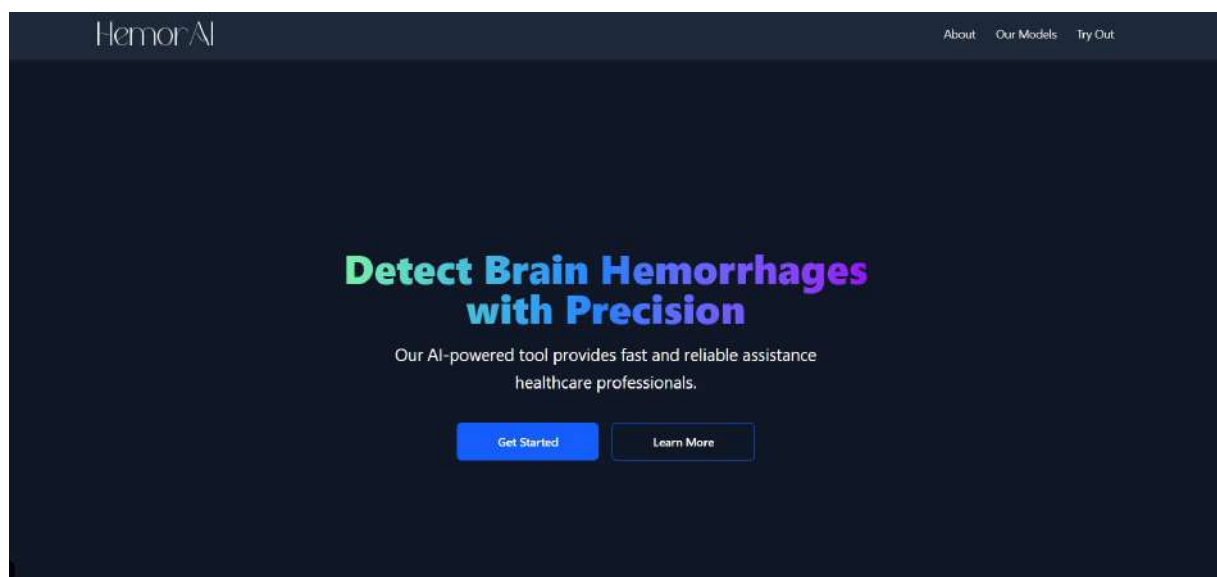 HemorAI
About Our Models Try Out
Detect Brain Hemorrhages
with Precision
Our AI-powered tool provides fast and reliable assistance
healthcare professionals.
Get Started
Learn More